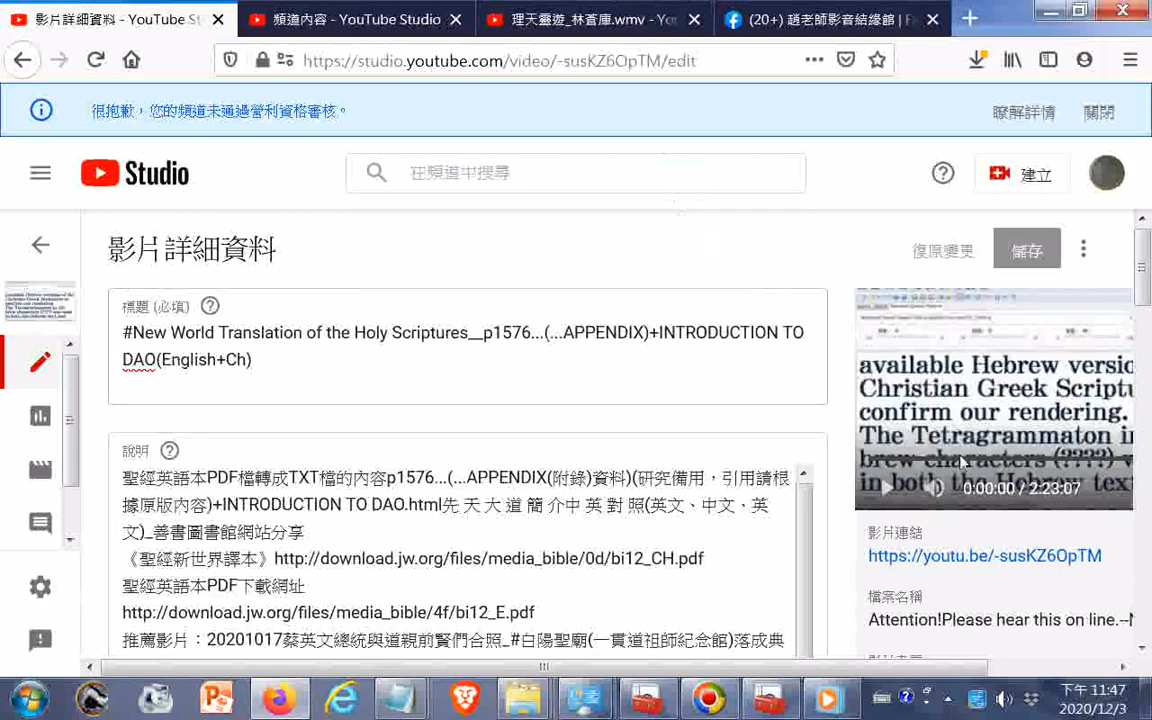 影片詳細資料 - YouTube St
頻道內容 - YouTube Studio
理天靈遊_林蒼庫.wmv - Yo
(20+) 趙老師影音結緣館 | Fa
https://studio.youtube.com/video/-susKZ6OpTM/edit
很抱歉，您的頻道未通過營利資格審核。
瞭解詳情
關閉
Studio
在頻道中搜尋
建立
影片詳細資料
復原變更
儲存
標題 (必填)
#New World Translation of the Holy Scriptures__p1576...(...APPENDIX)+INTRODUCTION TO
DAO(English+Ch)
說明
聖經英語本PDF檔轉成TXT檔的內容p1576...(...APPENDIX(附錄)資料)(研究備用，引用請根
據原版內容)+INTRODUCTION TO DAO.html先 天 大 道 簡 介中 英 對 照(英文、中文、英
文)_善書圖書館網站分享
《聖經新世界譯本》http://download.jw.org/files/media_bible/0d/bi12_CH.pdf
聖經英語本PDF下載網址
http://download.jw.org/files/media_bible/4f/bi12_E.pdf
推薦影片：20201017蔡英文總統與道親前賢們合照_#白陽聖廟(一貫道祖師紀念館)落成典
available Hebrew versio
Christian Greek Scriptu
confirm our rendering.
The Tetragrammaton in
brew characters (????) w
in both the Hebrew text
0:00:00 / 2:23:07
影片連結
https://youtu.be/-susKZ6OpTM
檔案名稱
Attention!Please hear this on line.--N
下午 11:47
2020/12/3